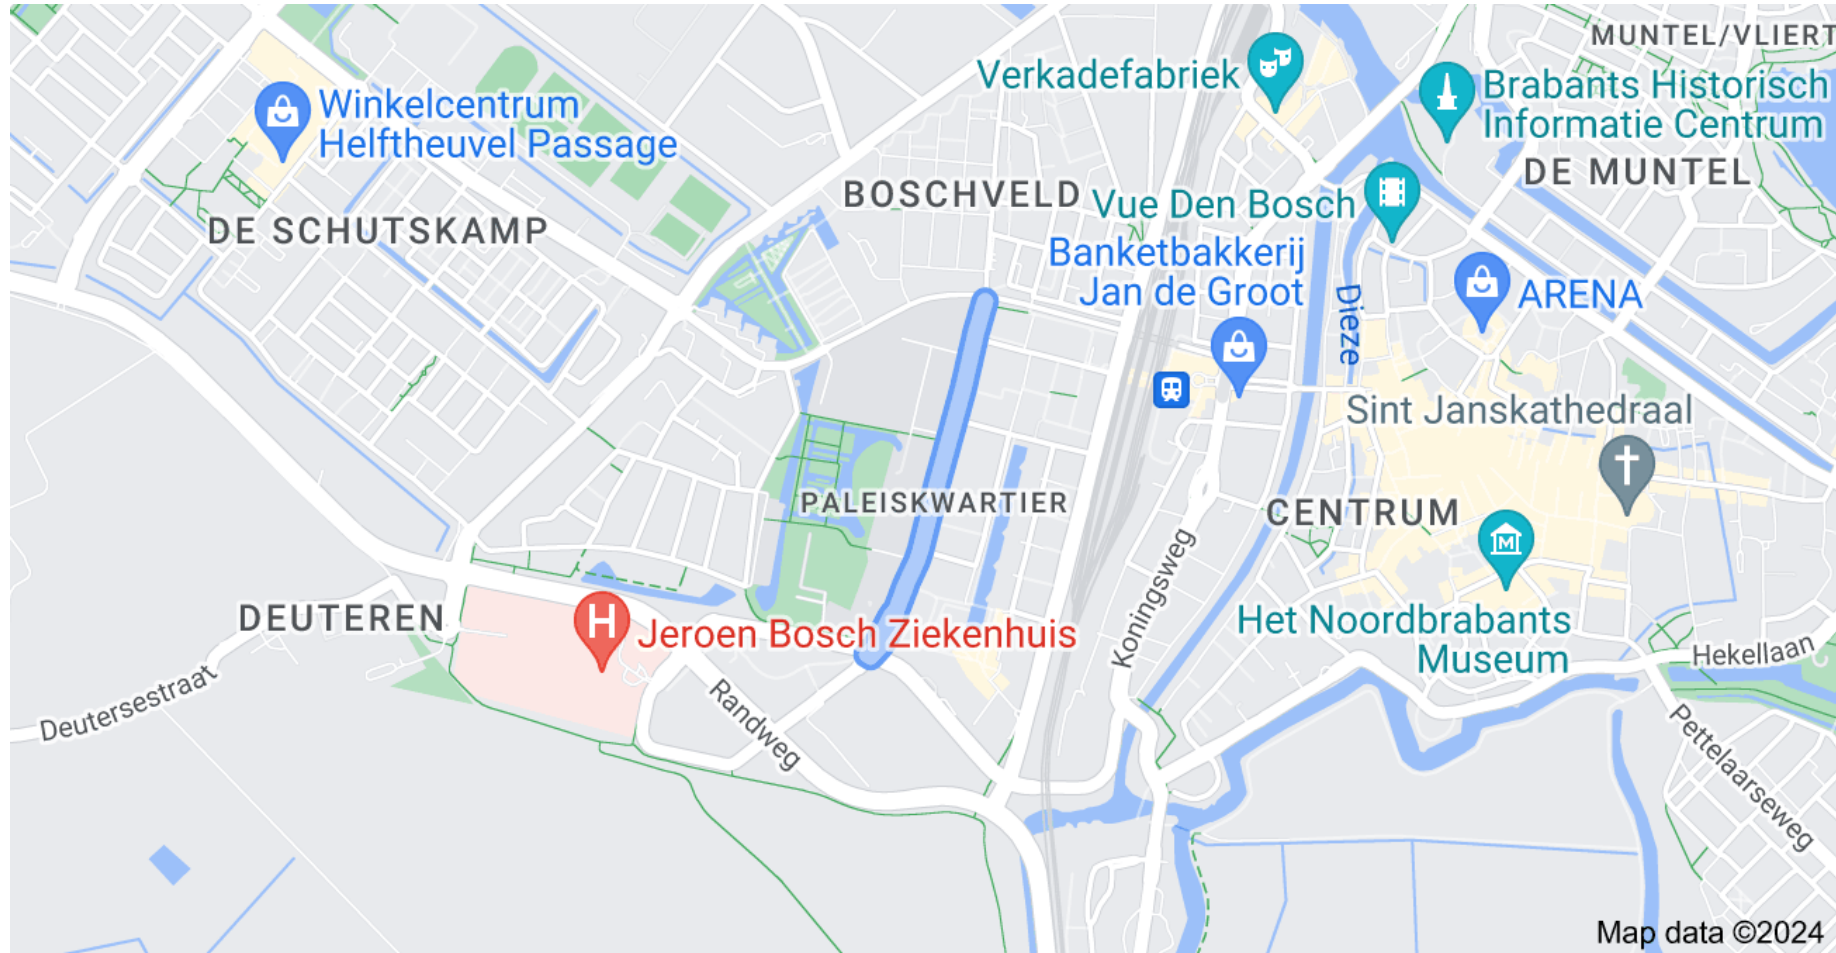 MUNTEL/VLIERT
Verkadefabriek
Brabants Historisch
Informatie Centrum
Winkelcentrum
Helftheuvel Passage
DE MUNTEL
BOSCHVELD
Vue Den Bosch
DE SCHUTSKAMP
Banketbakkerij
Jan de Groot
ARENA
Dieze
Sint Janskathedraal
PALEISKWARTIER
CENTRUM
Koningsweg
DEUTEREN
Jeroen Bosch Ziekenhuis
Het Noordbrabants
Museum
Hekellaan
Deutersestraat
Randweg
Pettelaarseweg
H
M
Map data ©2024